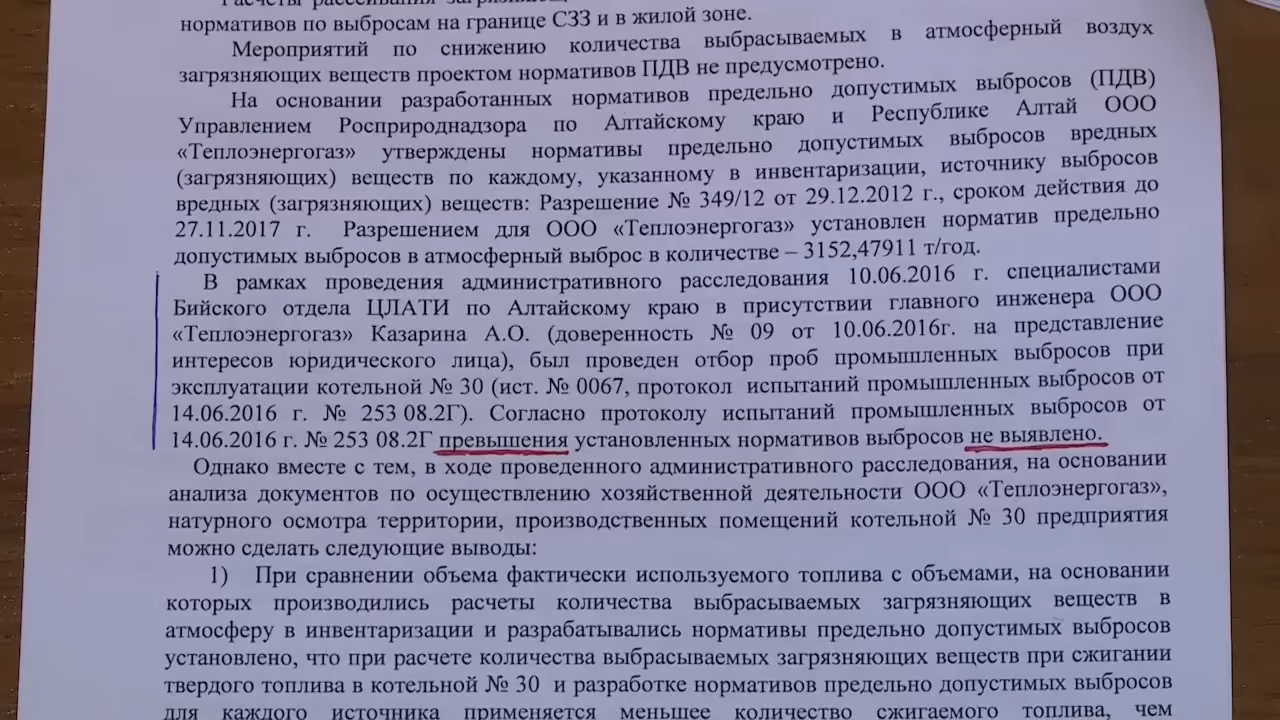 Расчеты рассеивания
нормативов по выбросам на границе СЗЗ и в жилой зоне.
Мероприятий по снижению количества выбрасываемых в атмосферный воздух
загрязняющих веществ проектом нормативов ПДВ не предусмотрено.
На основании разработанных нормативов предельно допустимых выбросов (ПДВ)
Управлением Росприроднадзора по Алтайскому краю и Республике Алтай ООО
«Теплоэнергогаз» утверждены нормативы предельно допустимых выбросов вредных
(загрязняющих) веществ по каждому, указанному в инвентаризации, источнику выбросов
вредных (загрязняющих) веществ: Разрешение № 349/12 от 29.12.2012 г., сроком действия до
27.11.2017 г. Разрешением для ООО «Теплоэнергогаз» установлен норматив предельно
допустимых выбросов в атмосферный выброс в количестве – 3152,47911 т/год.
В рамках проведения административного расследования 10.06.2016 г. специалистами
Бийского отдела ЦЛАТИ по Алтайскому краю в присутствии главного инженера ООО
«Теплоэнергогаз» Казарина А.О. (доверенность № 09 от 10.06.2016г. на представление
интересов юридического лица), был проведен отбор проб промышленных выбросов при
эксплуатации котельной № 30 (ист. № 0067, протокол испытаний промышленных выбросов от
14.06.2016 г. № 253 08.2Г). Согласно протоколу испытаний промышленных выбросов от
14.06.2016 г. № 253 08.2Г превышения установленных нормативов выбросов не выявлено.
Однако вместе с тем, в ходе проведенного административного расследования, на основании
анализа документов по осуществлению хозяйственной деятельности ООО «Теплоэнергогаз»,
натурного осмотра территории, производственных помещений котельной № 30 предприятия
можно сделать следующие выводы:
1) При сравнении объема фактически используемого топлива с объемами, на основании
которых производились расчеты количества выбрасываемых загрязняющих веществ в
атмосферу в инвентаризации и разрабатывались нормативы предельно допустимых выбросов
установлено, что при расчете количества выбрасываемых загрязняющих веществ при сжигании
твердого топлива в котельной № 30 и разработке нормативов предельно допустимых выбросов
для каждого источника применяется меньшее количество сжигаемого топлива, чем